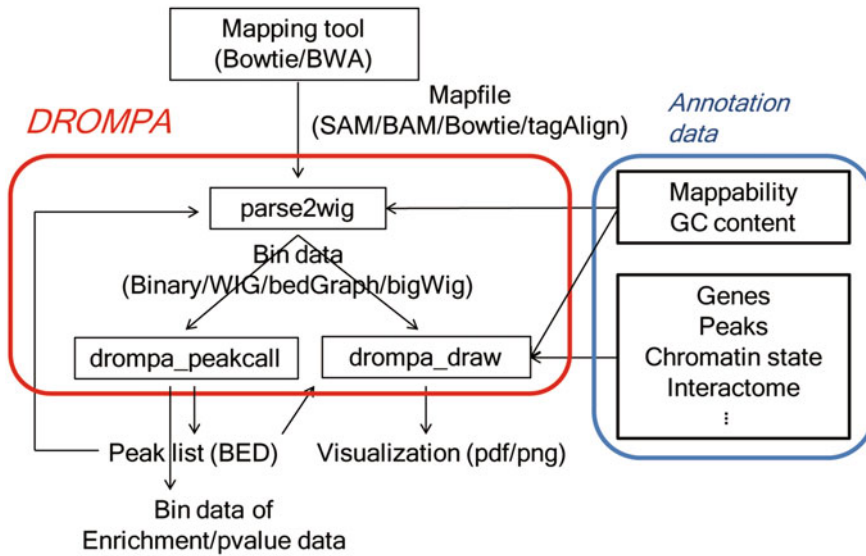 Mapping tool
(Bowtie/BWA)
DROMPA
Mapfile
(SAM/BAM/Bowtie/tagAlign)
Annotation
data
parse2wig
Mappability
GC content
Bin data
(Binary/WIG/bedGraph/bigWig)
Genes
Peaks
Chromatin state
Interactome
⋮
drompa_peakcall
drompa_draw
Peak list (BED)
Visualization (pdf/png)
Bin data of
Enrichment/pvalue data